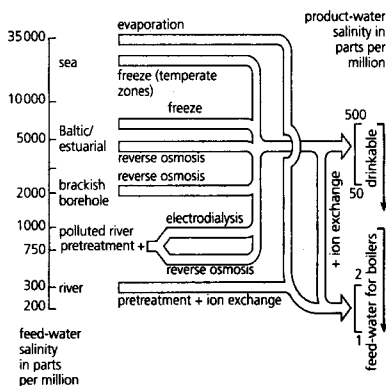 evaporation
product-water
salinity in
parts per
million
35000
sea
freeze (temperate
zones)
10000
freeze
Baltic/
estuarial
5000
reverse osmosis
500
drinkable
50
reverse osmosis
brackish
borehole
2000
+ ion exchange
1000
electrodialysis
polluted river
pretreatment +
750
reverse osmosis
feed-water for boilers
2
1
river
300
pretreatment + ion exchange
200
feed-water
salinity
in parts
per million